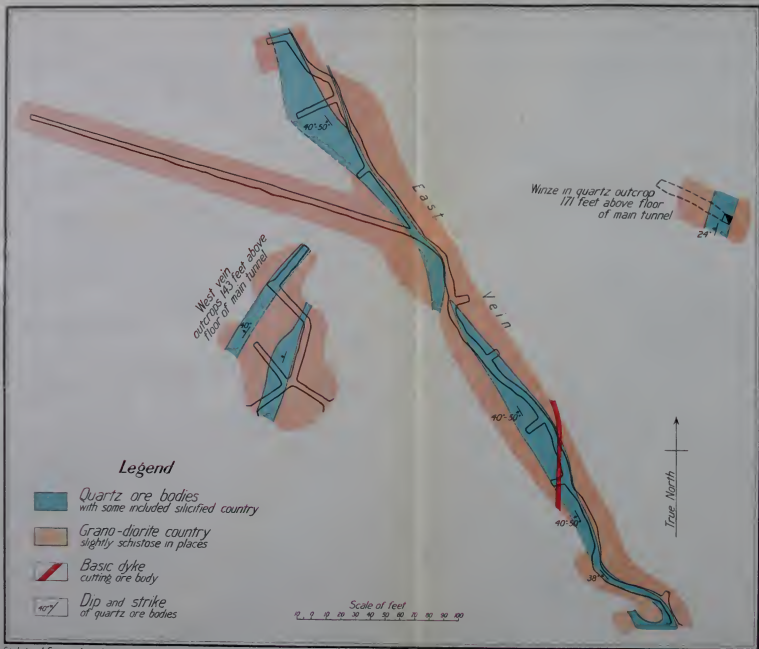 40°-50°
East
Vein
Winze in quartz outcrop
171 feet above floor
of main tunnel
24°
West vein
outcrops 143 feet above
floor of main tunnel
40°
40°-50°
40°-50°
38°
True North
Legend
Quartz ore bodies
with some included silicified country
Grano-diorite country
slightly schistose in places
Basic dyke
cutting ore body
40°
Dip and strike
of quartz ore bodies
Scale of feet
10 0 10 20 30 40 50 60 70 80 90 100